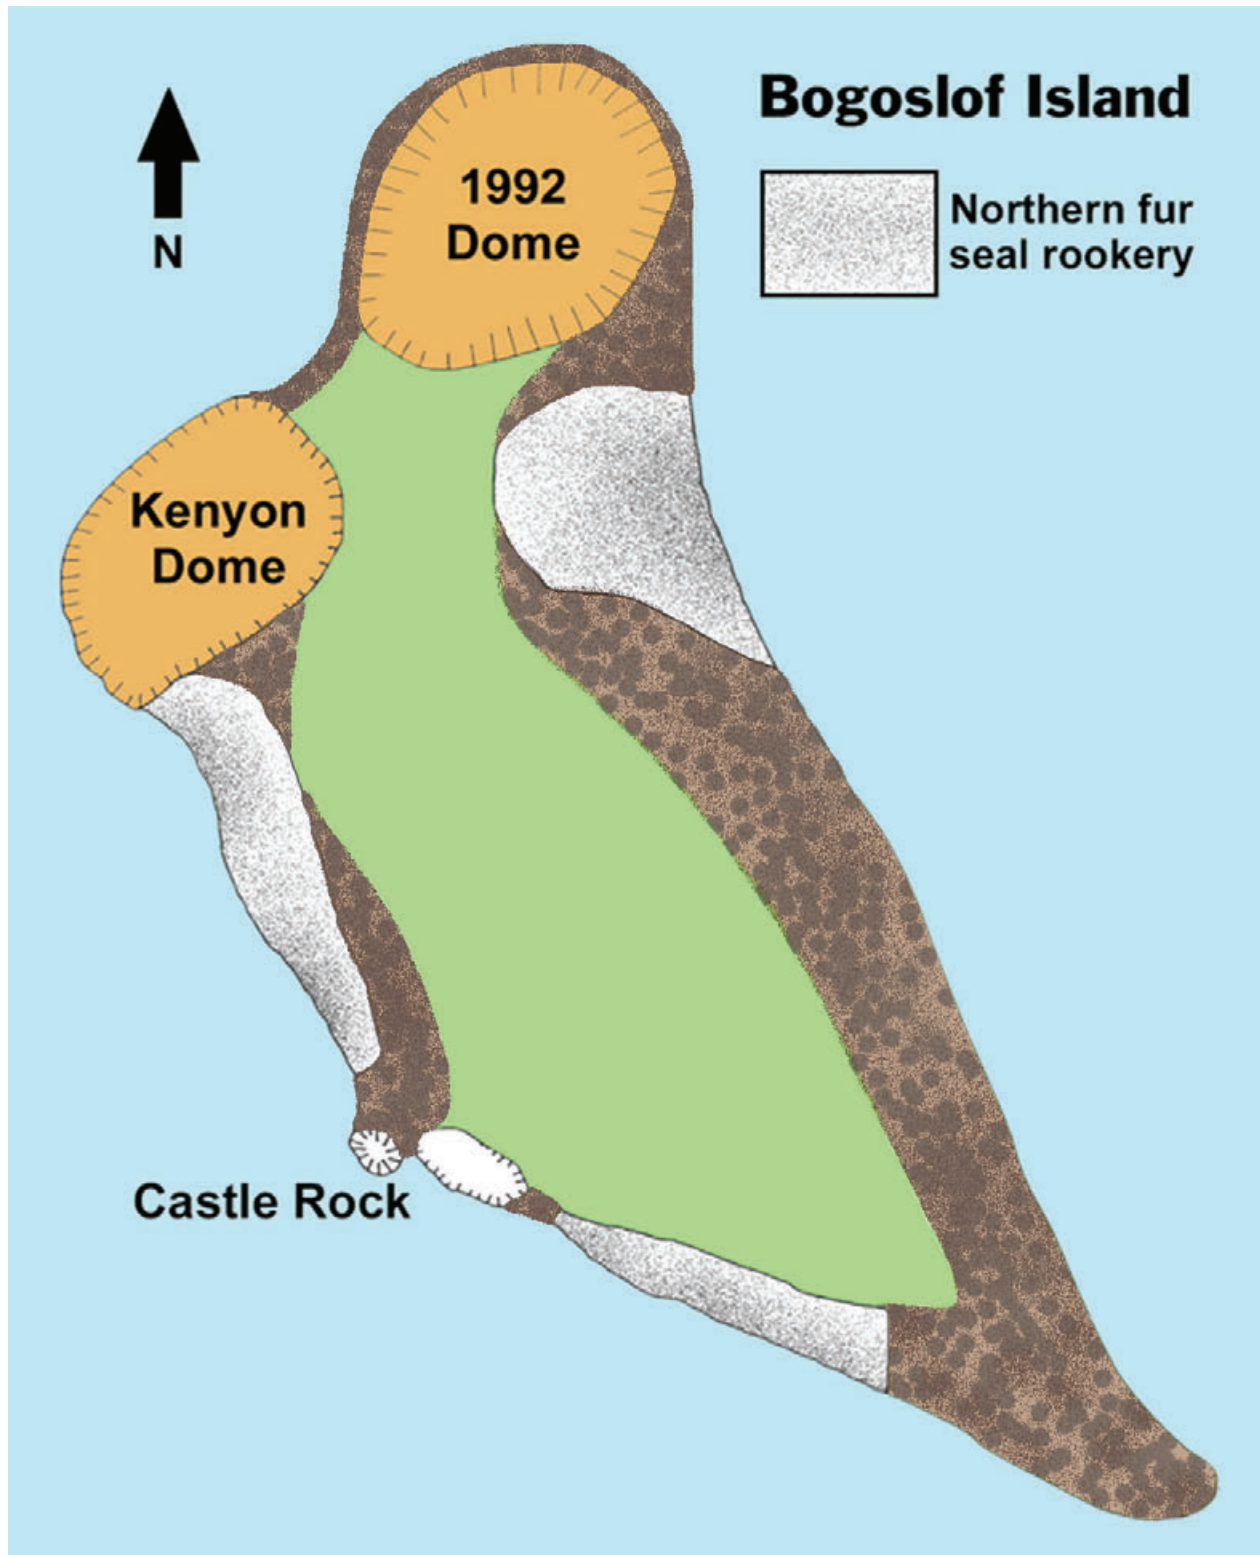 Bogoslof Island
Northern fur
seal rookery
N
1992
Dome
Kenyon
Dome
Castle Rock